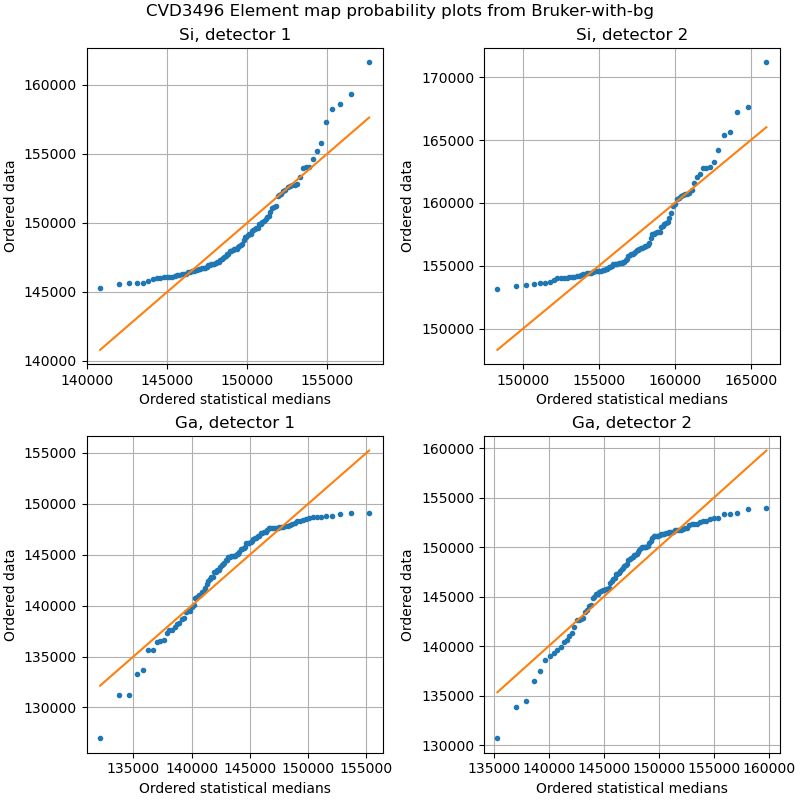 CVD3496 Element map probability plots from Bruker-with-bg
Si, detector 1
160000
155000
150000
145000
140000
Ordered data
140000 145000 150000 155000
Ordered statistical medians
Si, detector 2
170000
165000
160000
155000
150000
Ordered data
150000 155000 160000 165000
Ordered statistical medians
Ga, detector 1
155000
150000
145000
140000
135000
130000
Ordered data
135000 140000 145000 150000 155000
Ordered statistical medians
Ga, detector 2
160000
155000
150000
145000
140000
135000
130000
Ordered data
135000 140000 145000 150000 155000 160000
Ordered statistical medians